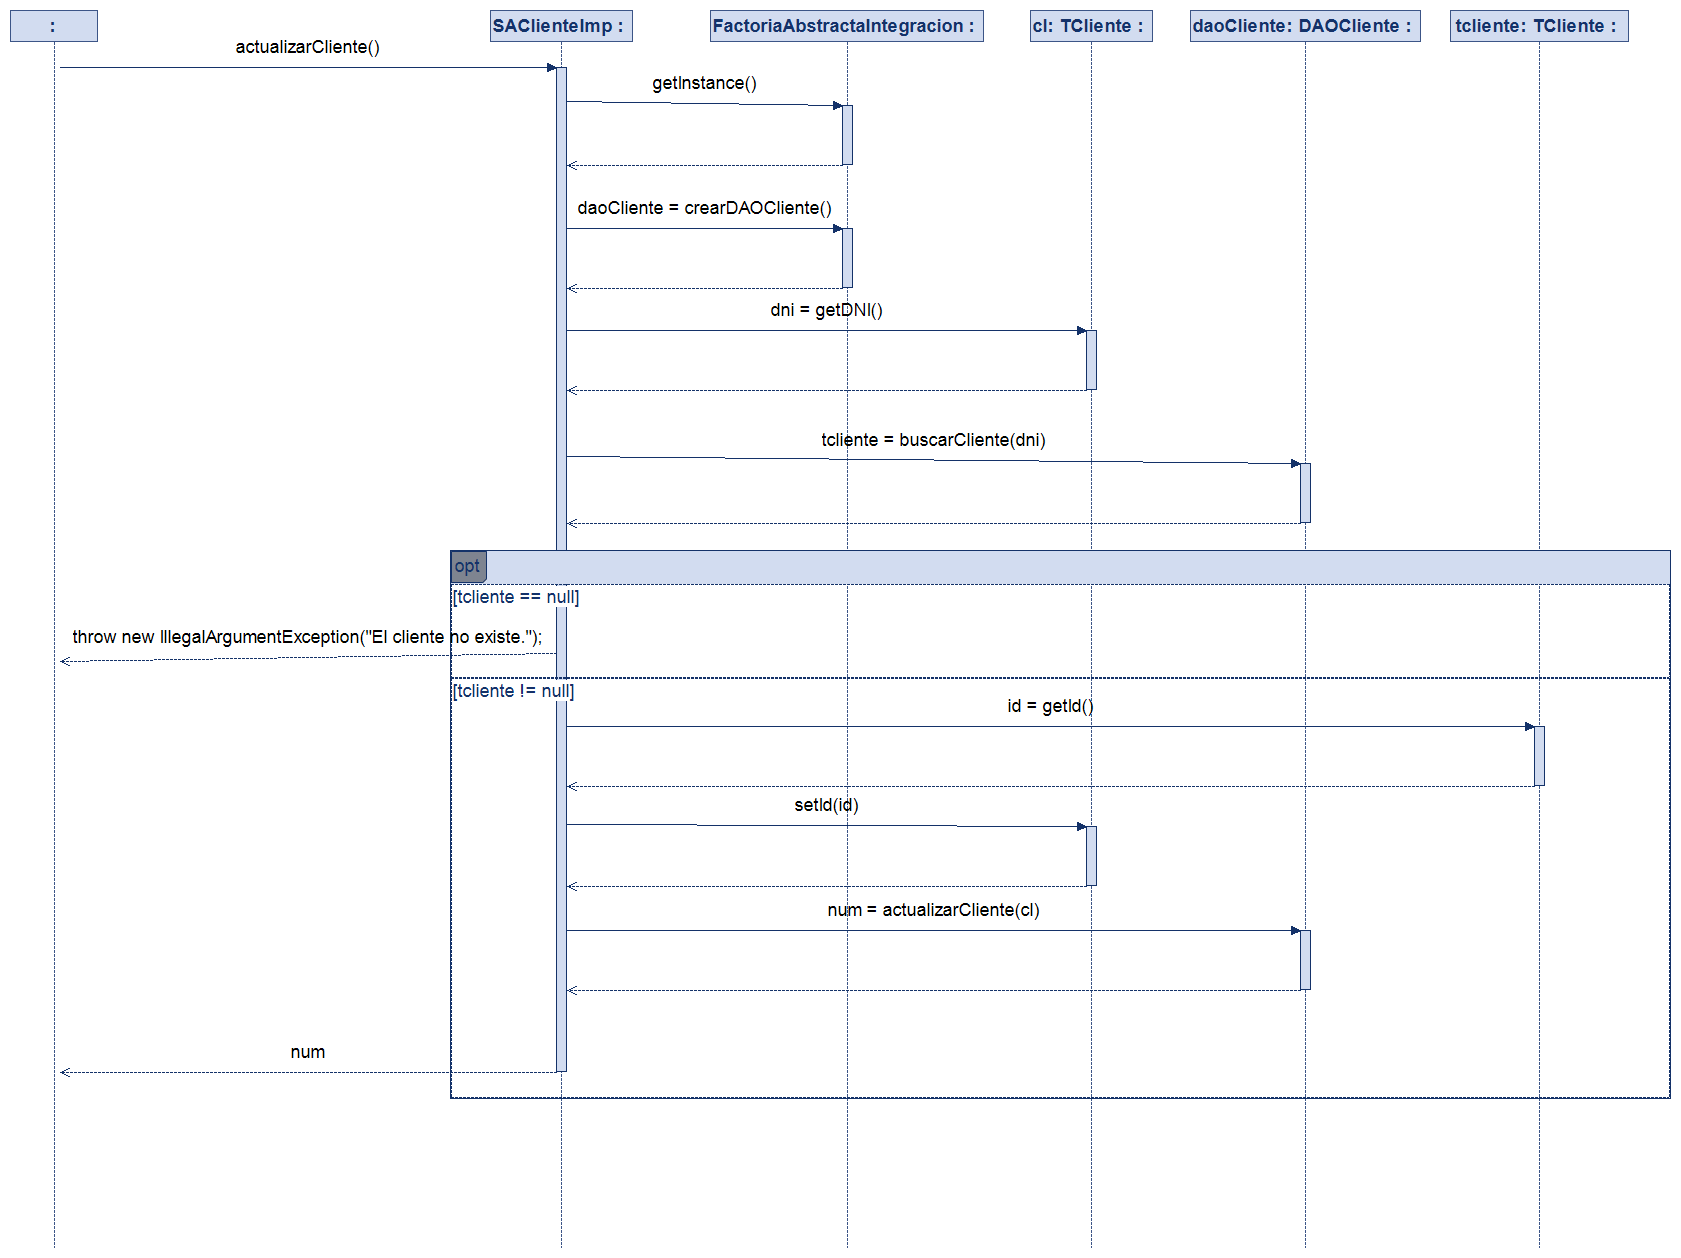 :
SAClienteImp :
FactoriaAbstractaIntegracion :
cl: TCliente :
daoCliente: DAOCliente :
tcliente: TCliente :
actualizarCliente()
getInstance()
daoCliente = crearDAOCliente()
dni = getDNI()
tcliente = buscarCliente(dni)
opt
[tcliente == null]
throw new IllegalArgumentException("El cliente no existe.");
[tcliente != null]
id = getId()
setId(id)
num = actualizarCliente(cl)
num